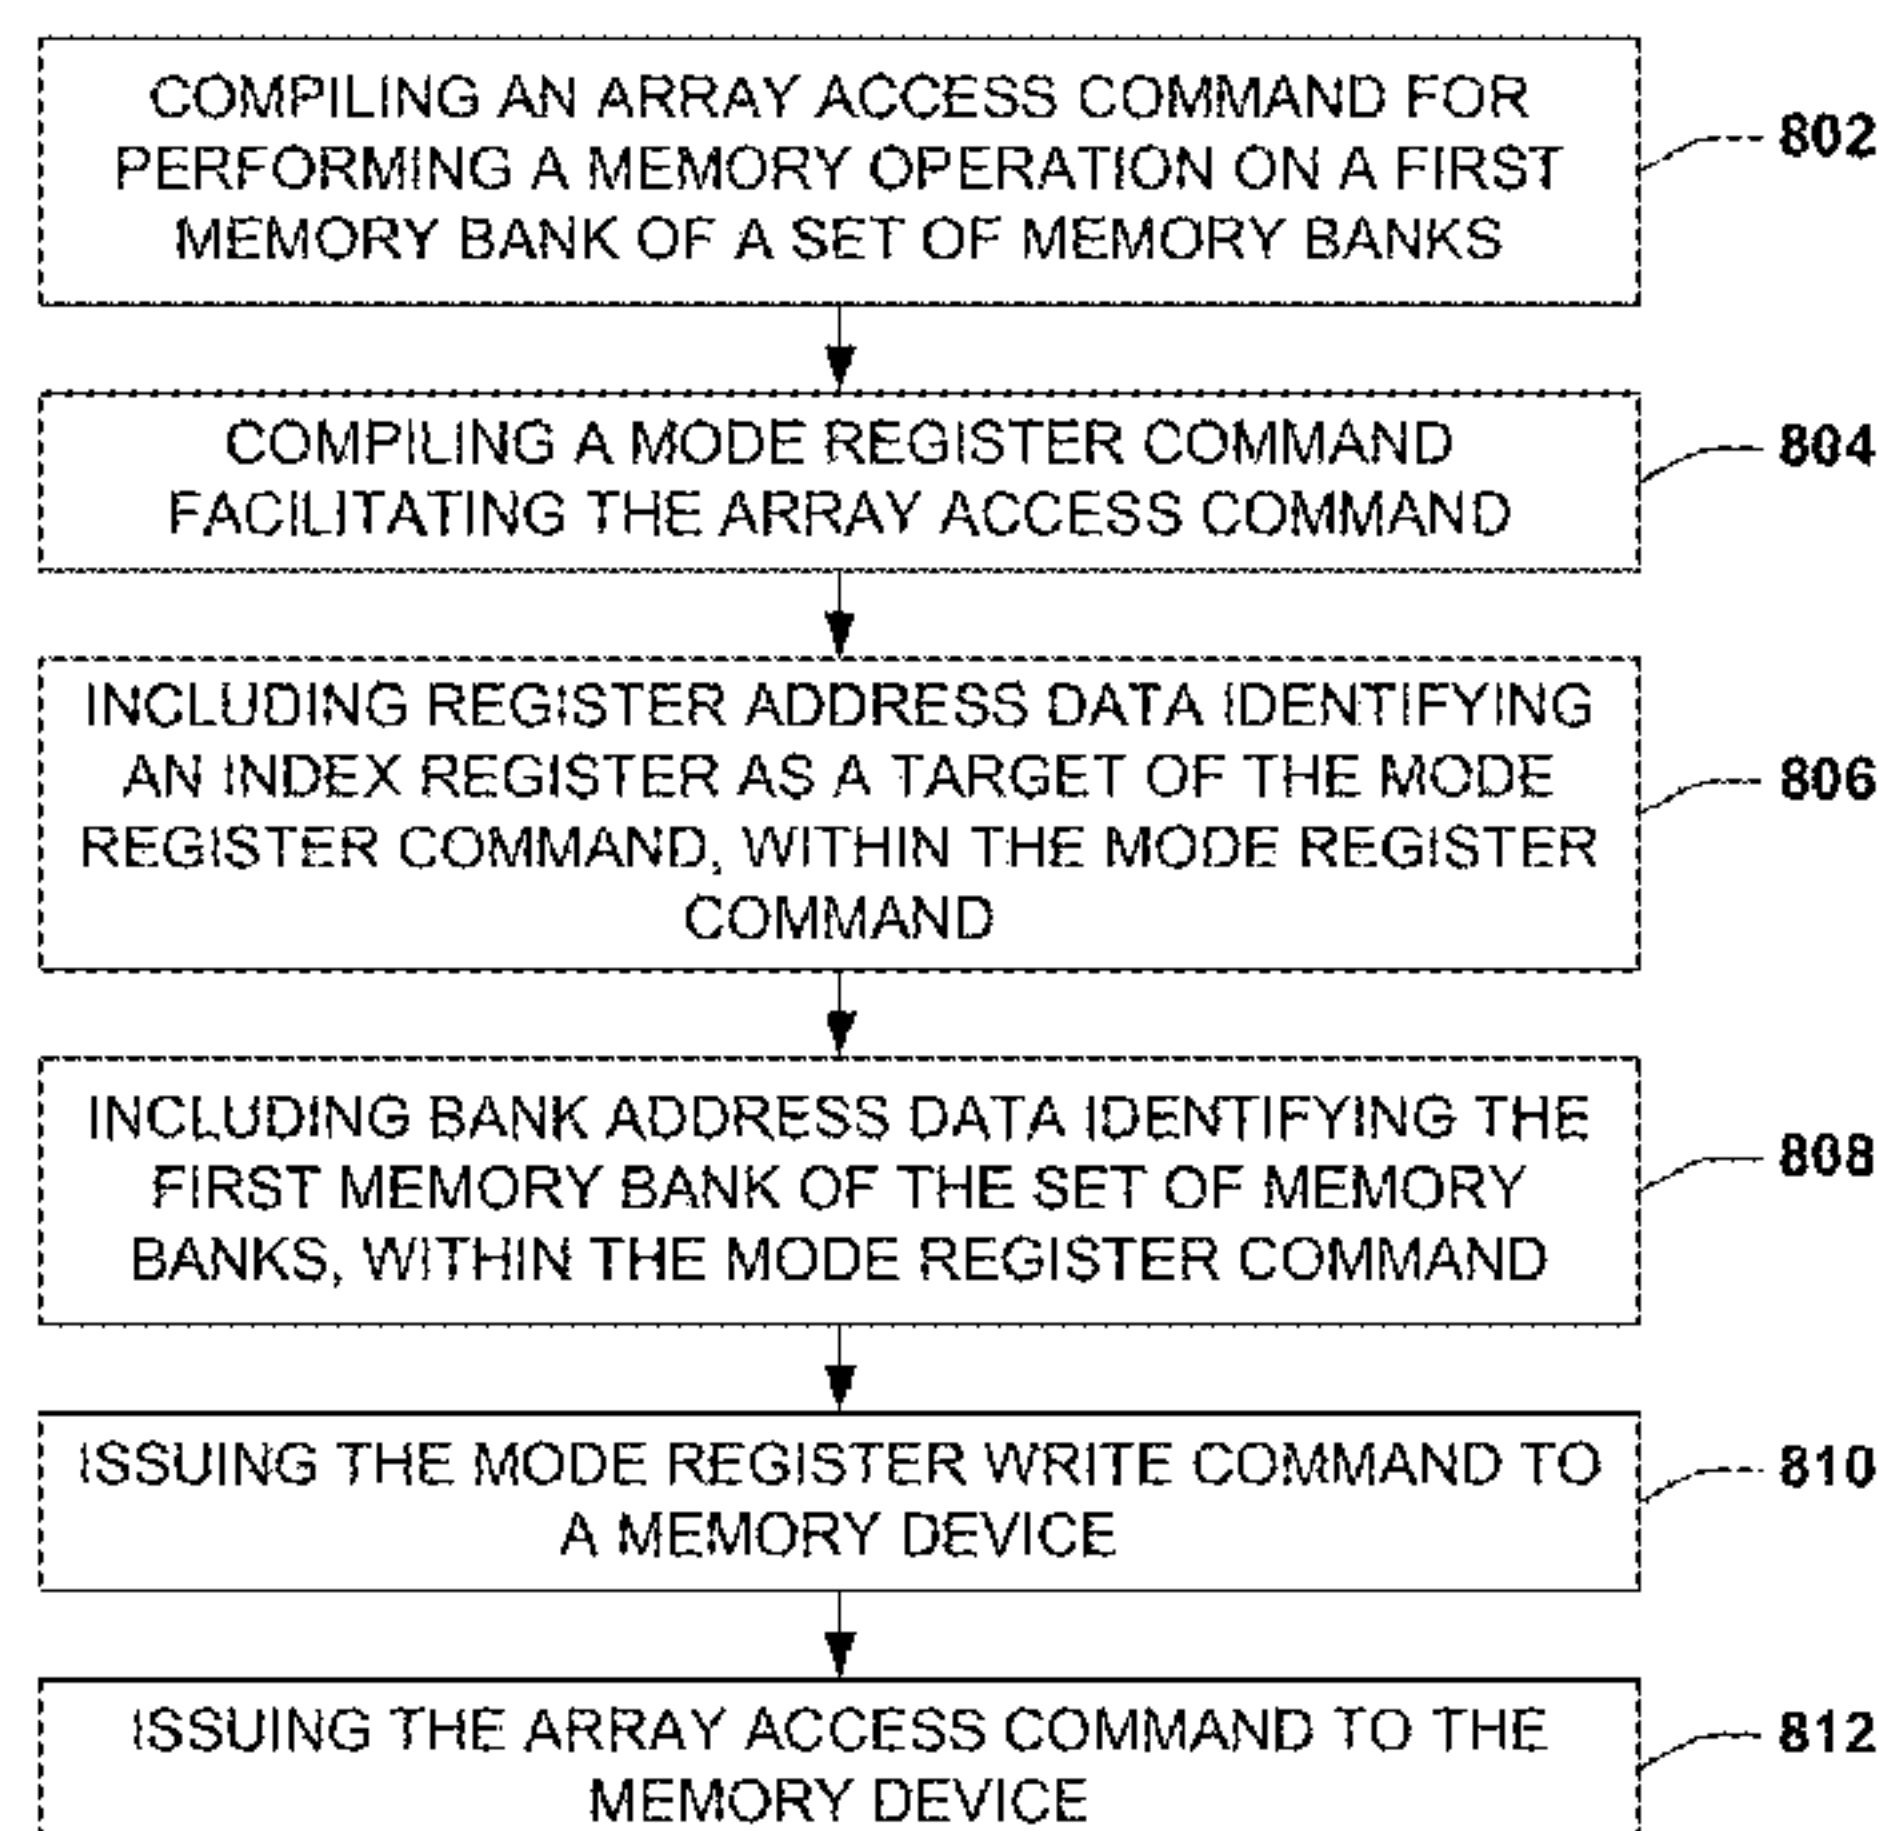 COMPILING AN ARRAY ACCESS COMMAND FOR
PERFORMING A MEMORY OPERATION ON A FIRST
MEMORY BANK OF A SET OF MEMORY BANKS
802
COMPILING A MODE REGISTER COMMAND
FACILITATING THE ARRAY ACCESS COMMAND
804
INCLUDING REGISTER ADDRESS DATA IDENTIFYING
AN INDEX REGISTER AS A TARGET OF THE MODE
REGISTER COMMAND, WITHIN THE MODE REGISTER
COMMAND
806
INCLUDING BANK ADDRESS DATA IDENTIFYING THE
FIRST MEMORY BANK OF THE SET OF MEMORY
BANKS, WITHIN THE MODE REGISTER COMMAND
808
ISSUING THE MODE REGISTER WRITE COMMAND TO
A MEMORY DEVICE
810
ISSUING THE ARRAY ACCESS COMMAND TO THE
MEMORY DEVICE
812